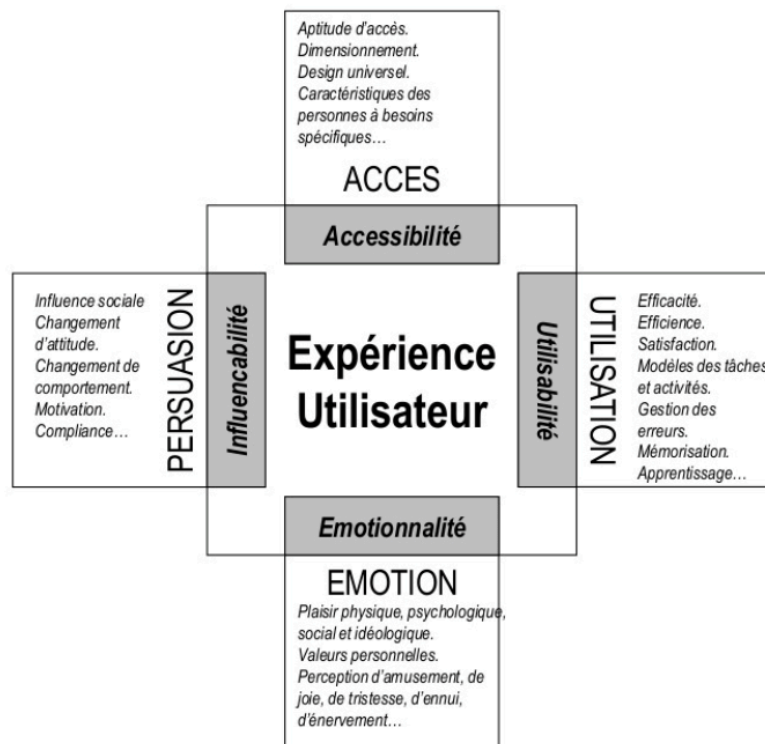 Aptitude d'accès.
Dimensionnement.
Design universel.
Caractéristiques des
personnes à besoins
spécifiques…
ACCES
Accessibilité
Influence sociale
Changement
d'attitude.
Changement de
comportement.
Motivation.
Compliance…
PERSUASION
Influençabilité
Expérience
Utilisateur
Utilisabilité
UTILISATION
Efficacité.
Efficience.
Satisfaction.
Modèles des tâches
et activités.
Gestion des
erreurs.
Mémorisation.
Apprentissage…
Emotionnalité
EMOTION
Plaisir physique, psychologique,
social et idéologique.
Valeurs personnelles.
Perception d'amusement, de
joie, de tristesse, d'ennui,
d'énervement…